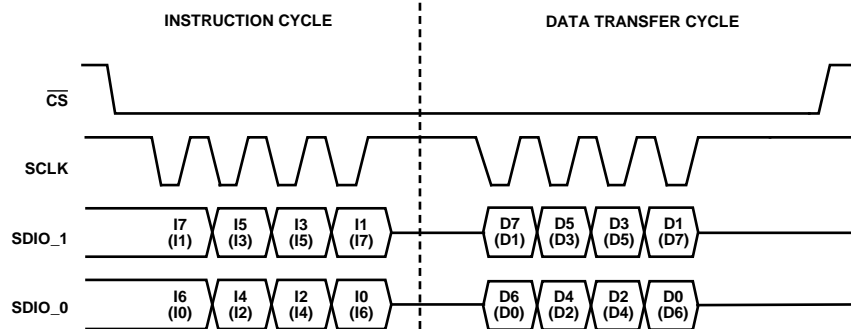 INSTRUCTION CYCLE DATA TRANSFER CYCLE
CS
SCLK
SDIO_1 I7 I5 I3 I1 D7 D5 D3 D1
(I1) (I3) (I5) (I7) (D1) (D3) (D5) (D7)
SDIO_0 I6 I4 I2 I0 D6 D4 D2 D0
(I0) (I2) (I4) (I6) (D0) (D2) (D4) (D6)